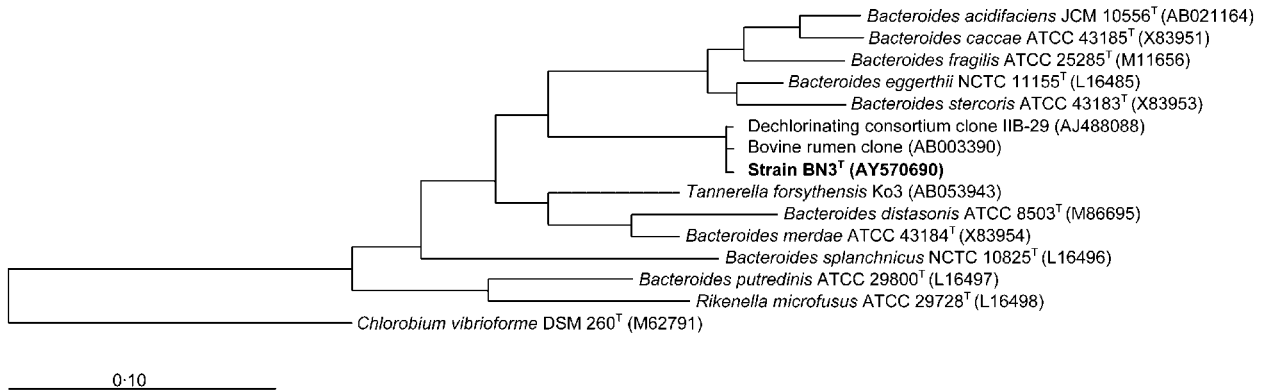 Bacteroides acidifaciens JCM 10556ᵀ (AB021164)
Bacteroides caccae ATCC 43185ᵀ (X83951)
Bacteroides fragilis ATCC 25285ᵀ (M11656)
Bacteroides eggerthii NCTC 11155ᵀ (L16485)
Bacteroides stercoris ATCC 43183ᵀ (X83953)
Dechlorinating consortium clone IIB-29 (AJ488088)
Bovine rumen clone (AB003390)
Strain BN3ᵀ (AY570690)
Tannerella forsythensis Ko3 (AB053943)
Bacteroides distasonis ATCC 8503ᵀ (M86695)
Bacteroides merdae ATCC 43184ᵀ (X83954)
Bacteroides splanchnicus NCTC 10825ᵀ (L16496)
Bacteroides putredinis ATCC 29800ᵀ (L16497)
Rikenella microfusus ATCC 29728ᵀ (L16498)
Chlorobium vibrioforme DSM 260ᵀ (M62791)
0·10